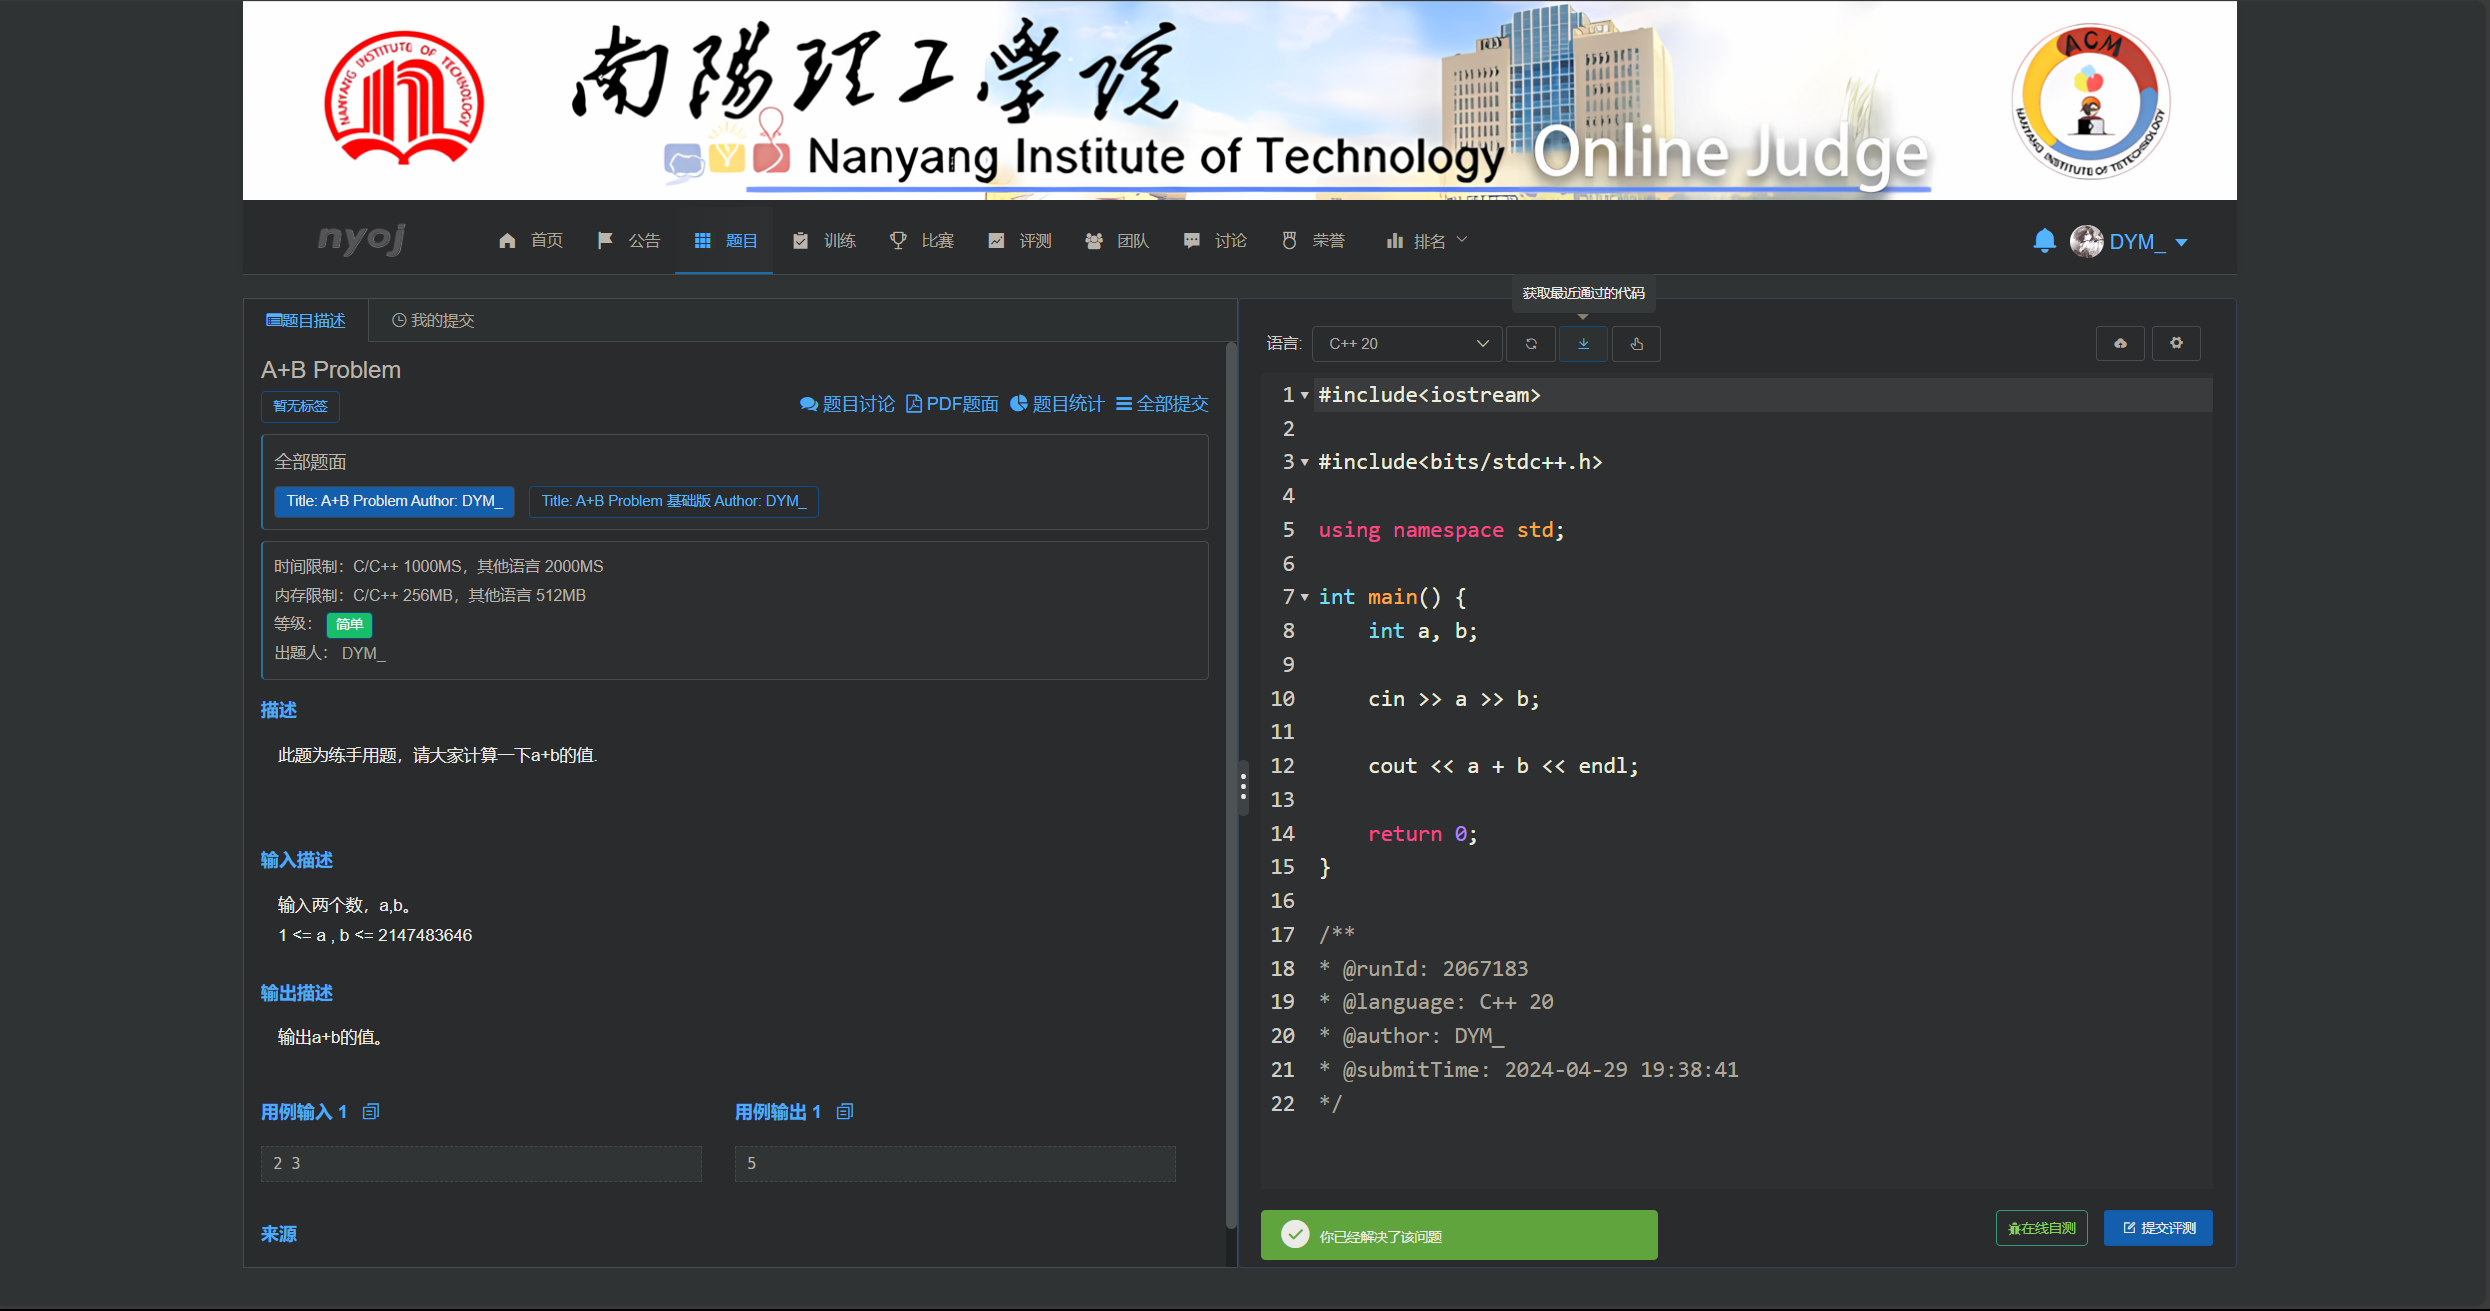 NANYANG INSTITUTE OF TECHNOLOGY
南陽理工学院
Nanyang Institute of Technology
Online Judge
ACM
nyoj
首页
公告
题目
训练
比赛
评测
团队
讨论
荣誉
排名
DYM_
获取最近通过的代码
题目描述
我的提交
A+B Problem
暂无标签
题目讨论 PDF题面 题目统计 全部提交
全部题面
Title: A+B Problem Author: DYM_
Title: A+B Problem 基础版 Author: DYM_
时间限制：C/C++ 1000MS，其他语言 2000MS
内存限制：C/C++ 256MB，其他语言 512MB
等级： 简单
出题人： DYM_
描述
此题为练手用题，请大家计算一下a+b的值.
输入描述
输入两个数，a,b。
1 <= a , b <= 2147483646
输出描述
输出a+b的值。
用例输入 1
2 3
用例输出 1
5
来源
语言: C++ 20
1 #include<iostream>
2
3 #include<bits/stdc++.h>
4
5 using namespace std;
6
7 int main() {
8 int a, b;
9
10 cin >> a >> b;
11
12 cout << a + b << endl;
13
14 return 0;
15 }
16
17 /**
18 * @runId: 2067183
19 * @language: C++ 20
20 * @author: DYM_
21 * @submitTime: 2024-04-29 19:38:41
22 */
你已经解决了该问题
在线自测
提交评测